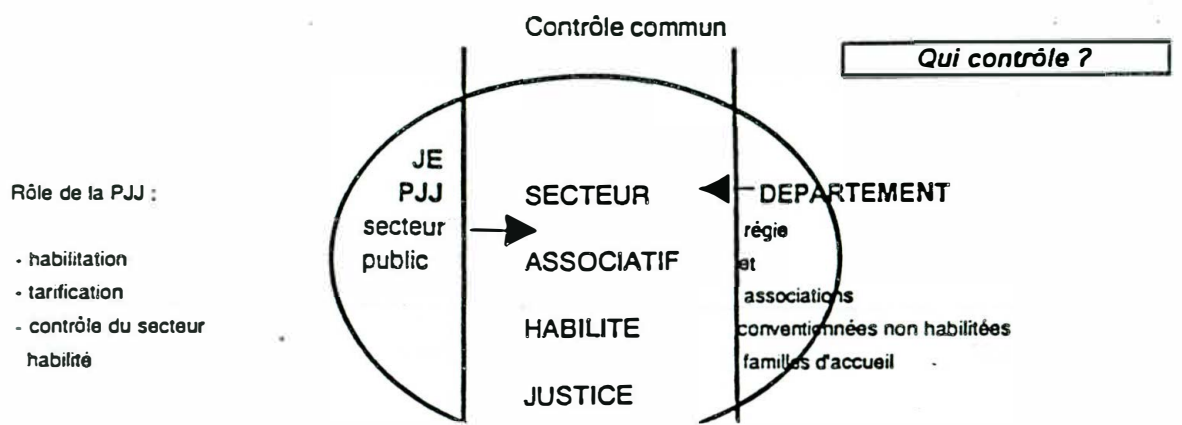 Contrôle commun
Qui contrôle ?
Rôle de la PJJ :
- habilitation
- tarification
- contrôle du secteur
habilité
JE
PJJ
secteur
public
SECTEUR
ASSOCIATIF
HABILITE
JUSTICE
DEPARTEMENT
régie
et
associations
conventionnées non habilitées
familles d'accueil